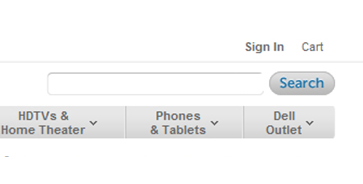 Sign In Cart
Search
HDTVs & Phones Dell
Home Theater & Tablets Outlet